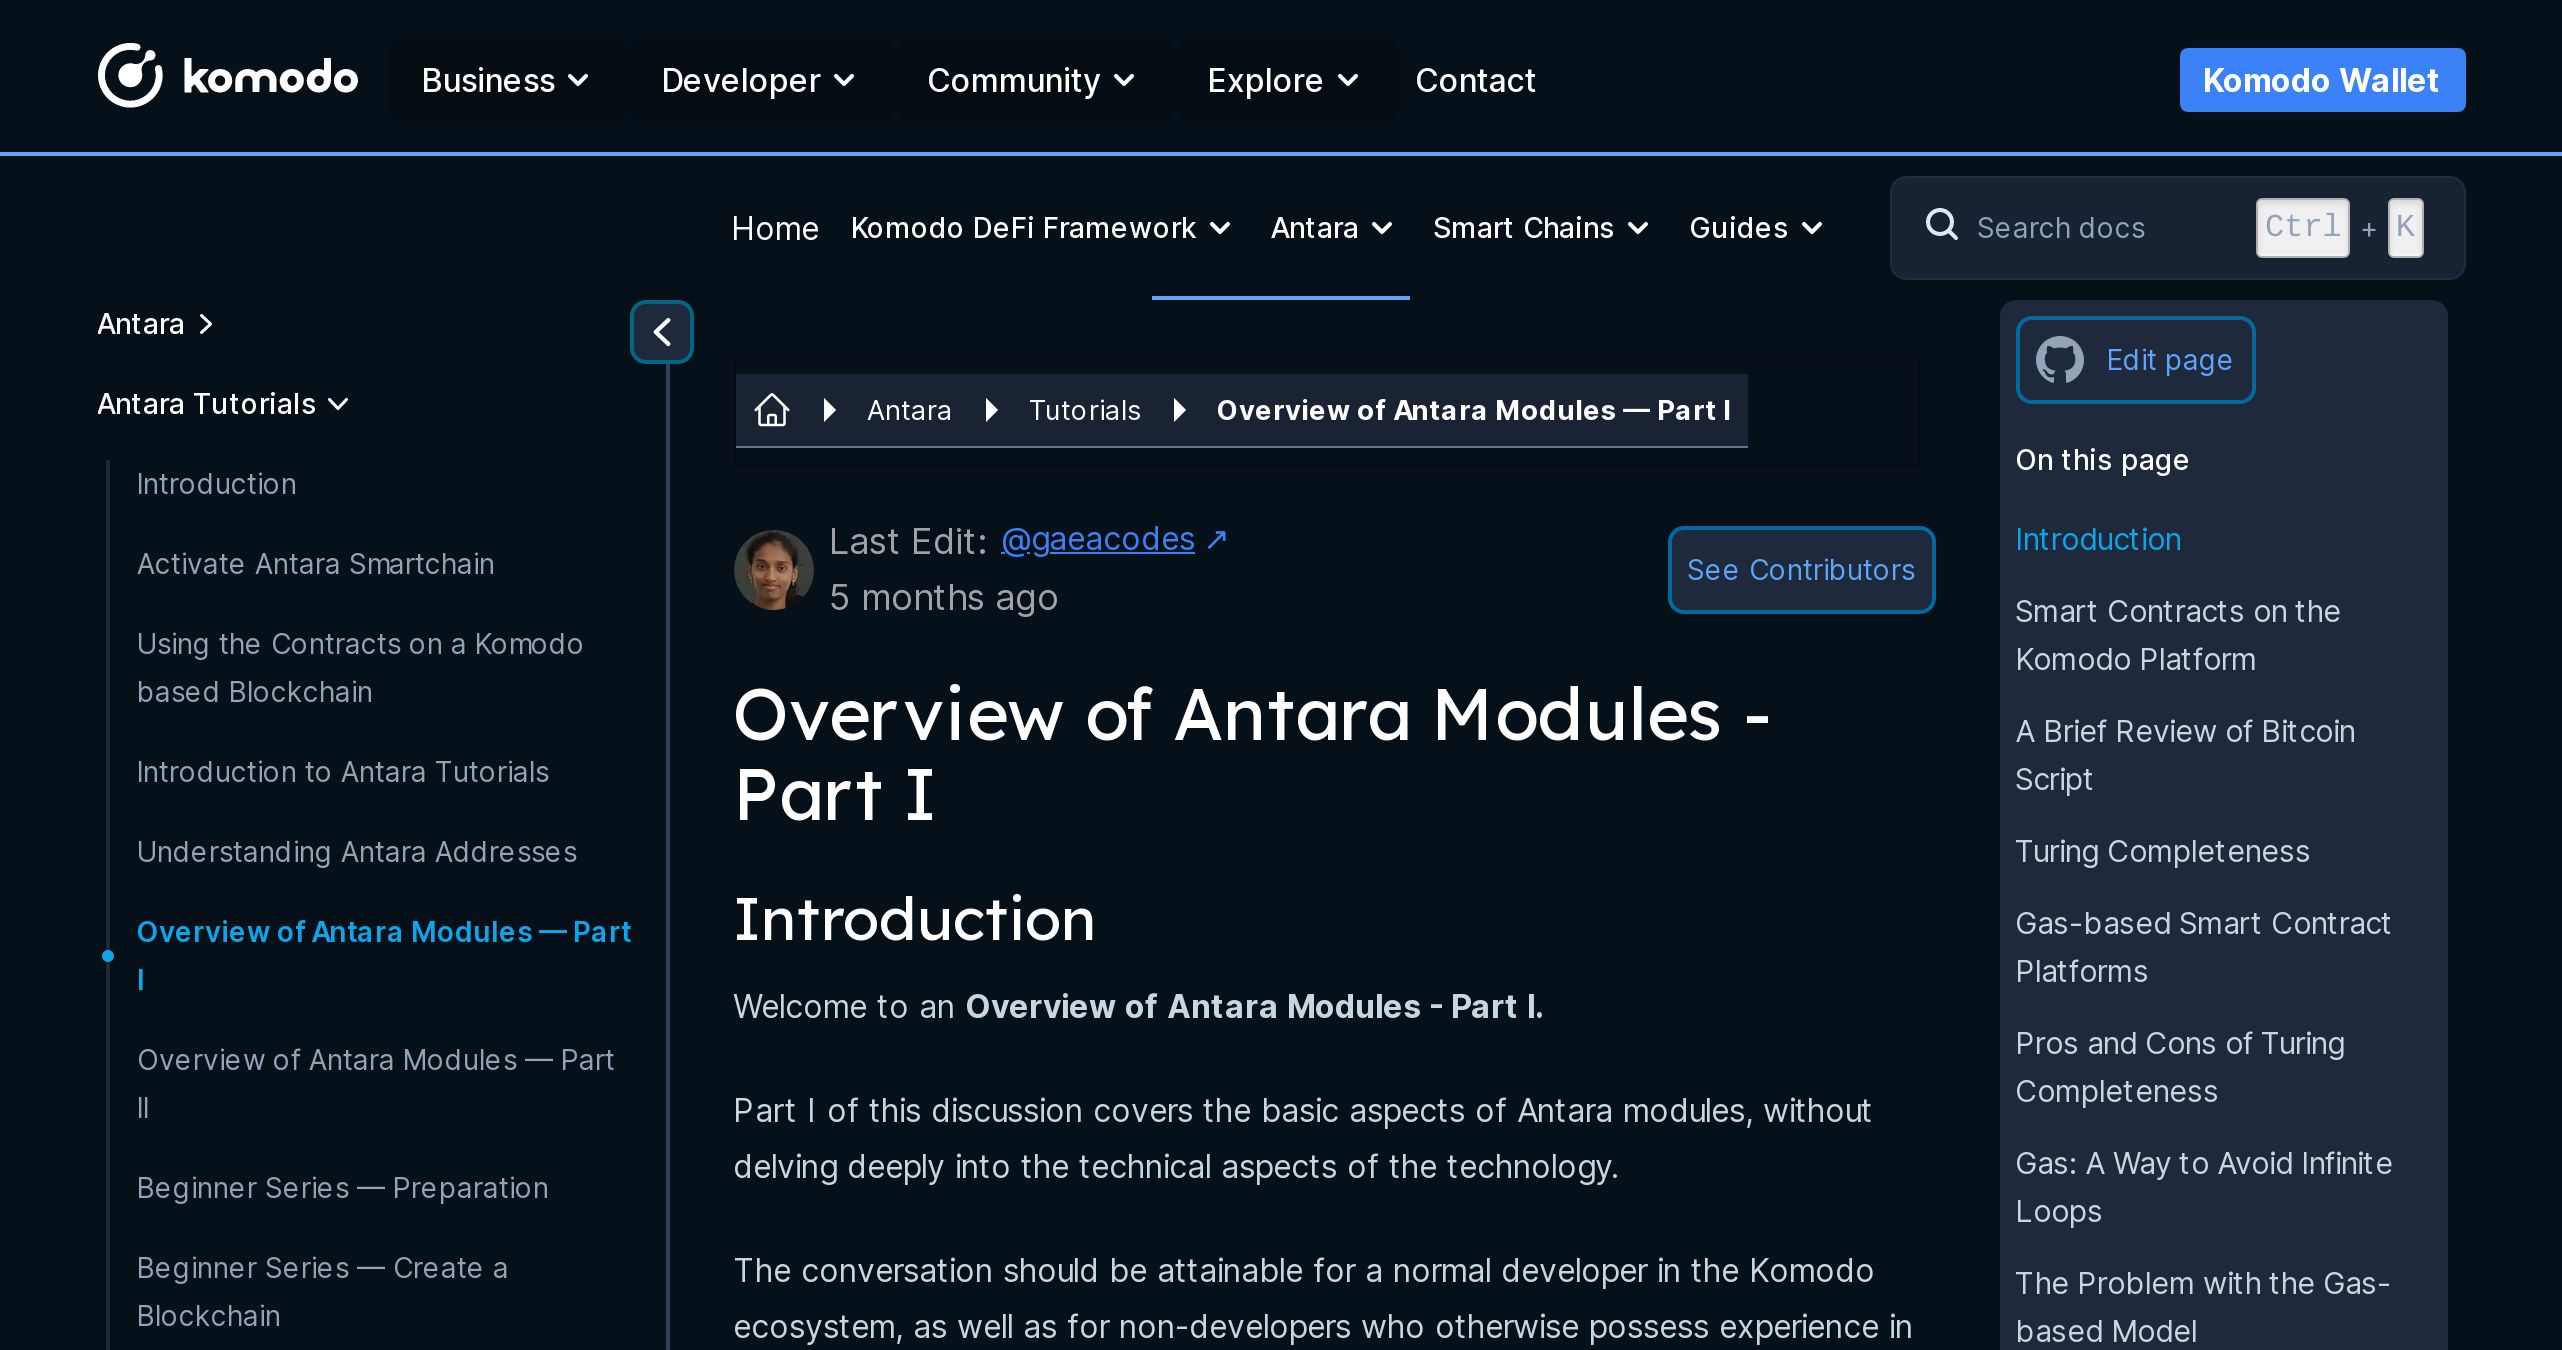 komodo
Business
Developer
Community
Explore
Contact
Komodo Wallet
Home
Komodo DeFi Framework
Antara
Smart Chains
Guides
Search docs
Ctrl + K
Antara
Antara Tutorials
Introduction
Activate Antara Smartchain
Using the Contracts on a Komodo
based Blockchain
Introduction to Antara Tutorials
Understanding Antara Addresses
Overview of Antara Modules — Part
I
Overview of Antara Modules — Part
II
Beginner Series — Preparation
Beginner Series — Create a
Blockchain
Antara
Tutorials
Overview of Antara Modules — Part I
Last Edit: @gaeacodes ↗
5 months ago
See Contributors
Overview of Antara Modules -
Part I
Introduction
Welcome to an Overview of Antara Modules - Part I.
Part I of this discussion covers the basic aspects of Antara modules, without
delving deeply into the technical aspects of the technology.
The conversation should be attainable for a normal developer in the Komodo
ecosystem, as well as for non-developers who otherwise possess experience in
Edit page
On this page
Introduction
Smart Contracts on the
Komodo Platform
A Brief Review of Bitcoin
Script
Turing Completeness
Gas-based Smart Contract
Platforms
Pros and Cons of Turing
Completeness
Gas: A Way to Avoid Infinite
Loops
The Problem with the Gas-
based Model